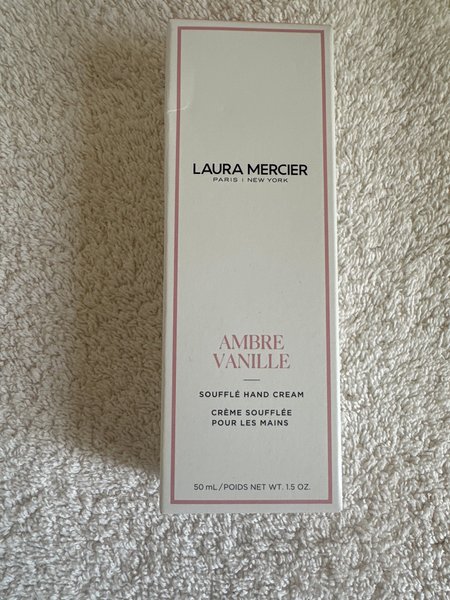 LAURA MERCIER
PARIS | NEW YORK
AMBRE
VANILLE
SOUFFLÉ HAND CREAM
CRÈME SOUFFLÉE
POUR LES MAINS
50 mL/POIDS NET WT. 1.5 OZ.